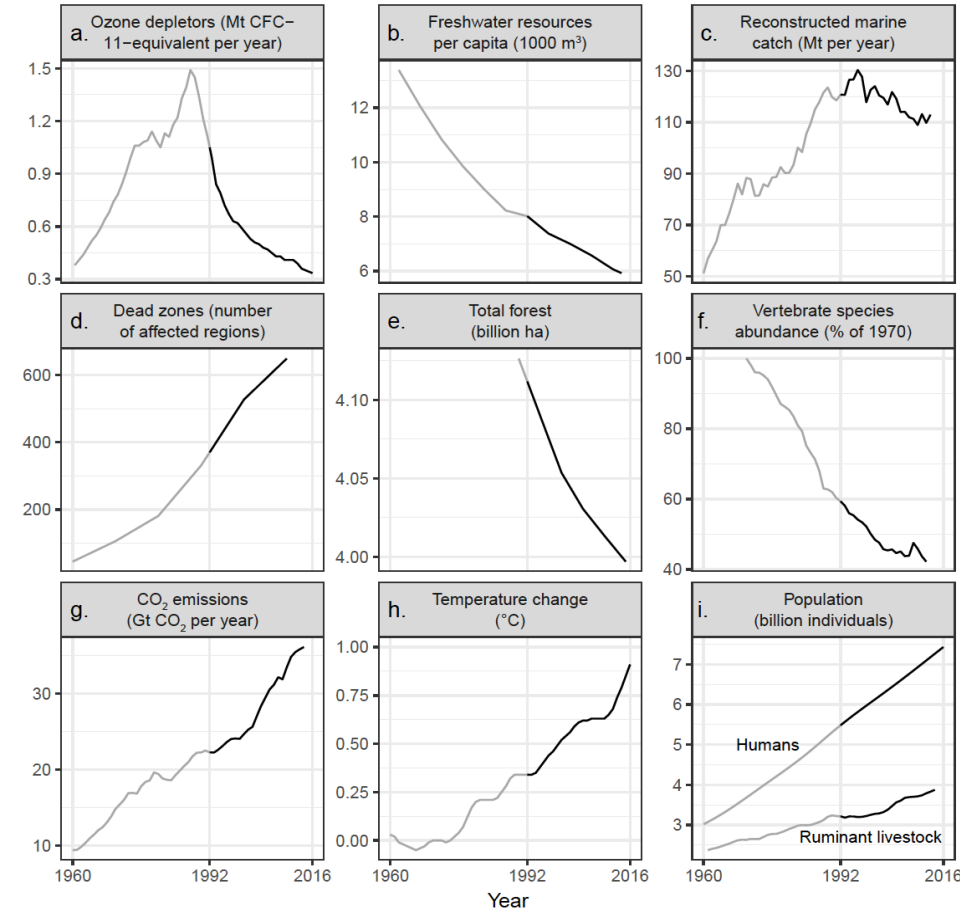 a. Ozone depletors (Mt CFC−
11−equivalent per year)
b. Freshwater resources
per capita (1000 m³)
c. Reconstructed marine
catch (Mt per year)
1.5
1.2
0.9
0.6
0.3
12
10
8
6
130
110
90
70
50
d. Dead zones (number
of affected regions)
e. Total forest
(billion ha)
f. Vertebrate species
abundance (% of 1970)
600
400
200
4.10
4.05
4.00
100
80
60
40
g. CO₂ emissions
(Gt CO₂ per year)
h. Temperature change
(°C)
i. Population
(billion individuals)
30
20
10
1.00
0.75
0.50
0.25
0.00
7
6
5
4
3
Humans
Ruminant livestock
1960 1992 2016
1960 1992 2016
1960 1992 2016
Year